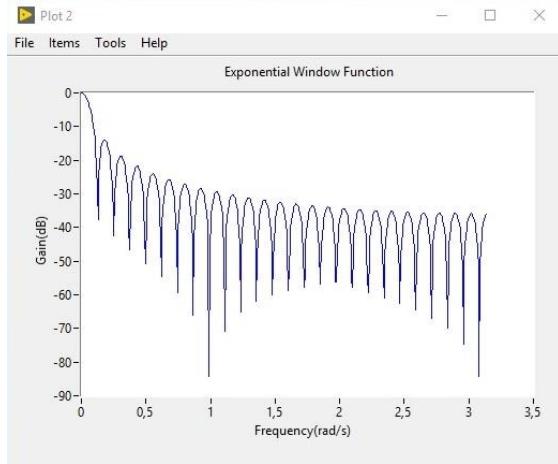 Plot 2
File Items Tools Help
Exponential Window Function
0
-10
-20
-30
-40
-50
-60
-70
-80
-90
Gain(dB)
0 0,5 1 1,5 2 2,5 3 3,5
Frequency(rad/s)